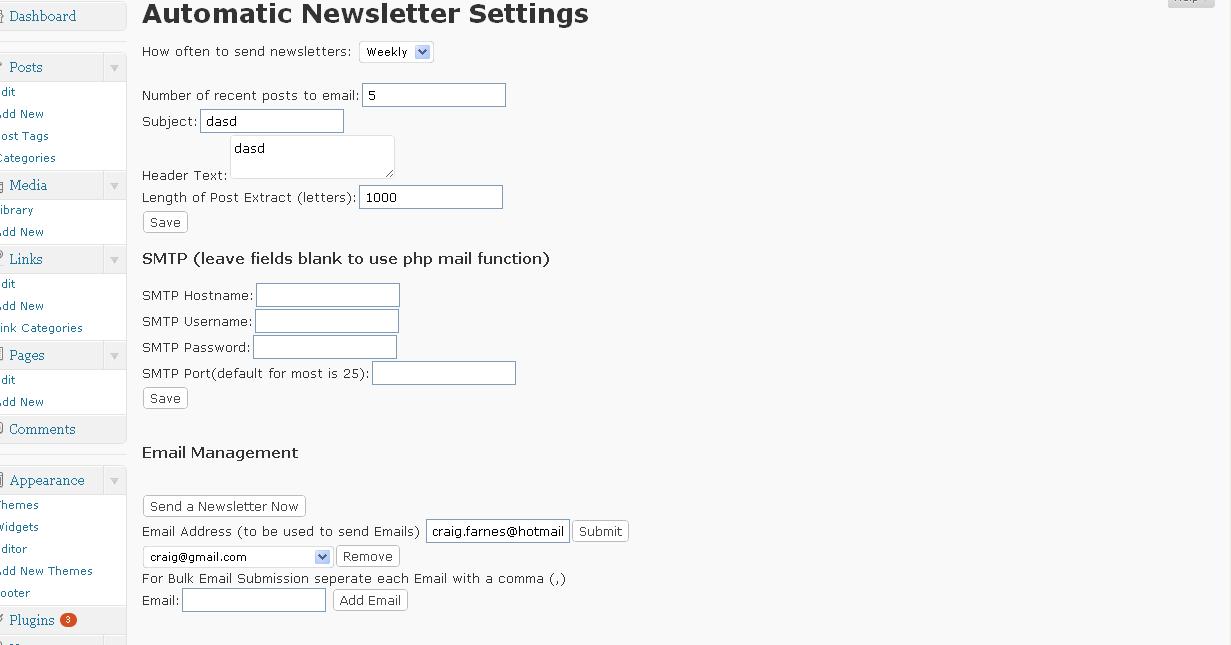 Dashboard
Posts
dit
dd New
ost Tags
ategories
Media
ibrary
dd New
Links
dit
dd New
ink Categories
Pages
dit
dd New
Comments
Appearance
hemes
Widgets
ditor
dd New Themes
ooter
Plugins 3
Automatic Newsletter Settings
How often to send newsletters: Weekly
Number of recent posts to email: 5
Subject: dasd
dasd
Header Text:
Length of Post Extract (letters): 1000
Save
SMTP (leave fields blank to use php mail function)
SMTP Hostname:
SMTP Username:
SMTP Password:
SMTP Port(default for most is 25):
Save
Email Management
Send a Newsletter Now
Email Address (to be used to send Emails) craig.farnes@hotmail Submit
craig@gmail.com Remove
For Bulk Email Submission seperate each Email with a comma (,)
Email: Add Email